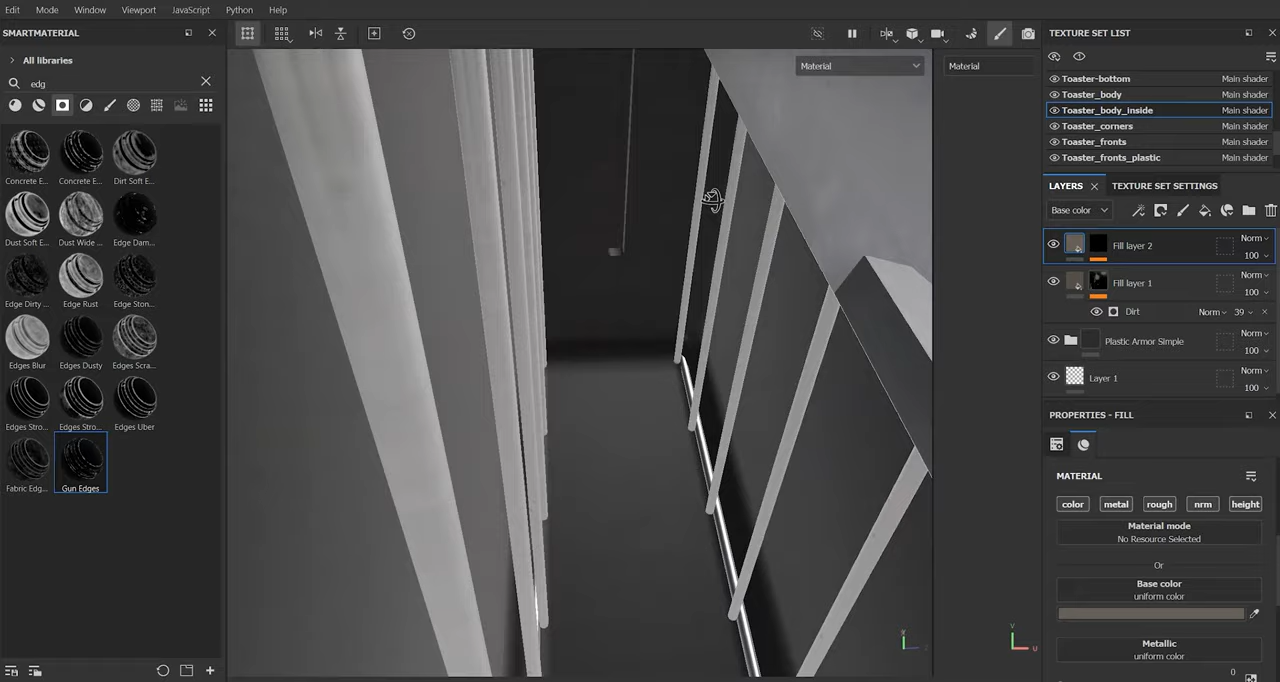 Edit Mode Window Viewport JavaScript Python Help
SMARTMATERIAL
All libraries
edg
Concrete E...
Concrete E...
Dirt Soft E...
Dust Soft E...
Dust Wide ...
Edge Dam...
Edge Dirty ...
Edge Rust
Edge Ston...
Edges Blur
Edges Dusty
Edges Scra...
Edges Stro...
Edges Stro...
Edges Uber
Fabric Edg...
Gun Edges
Material
Material
TEXTURE SET LIST
Toaster-bottom Main shader
Toaster_body Main shader
Toaster_body_inside Main shader
Toaster_corners Main shader
Toaster_fronts Main shader
Toaster_fronts_plastic Main shader
LAYERS TEXTURE SET SETTINGS
Base color
Fill layer 2 Norm
100
Fill layer 1 Norm
100
Dirt Norm 39
Plastic Armor Simple Norm
100
Layer 1 Norm
100
PROPERTIES - FILL
MATERIAL
color metal rough nrm height
Material mode
No Resource Selected
Or
Base color
uniform color
Metallic
uniform color
0
V
U